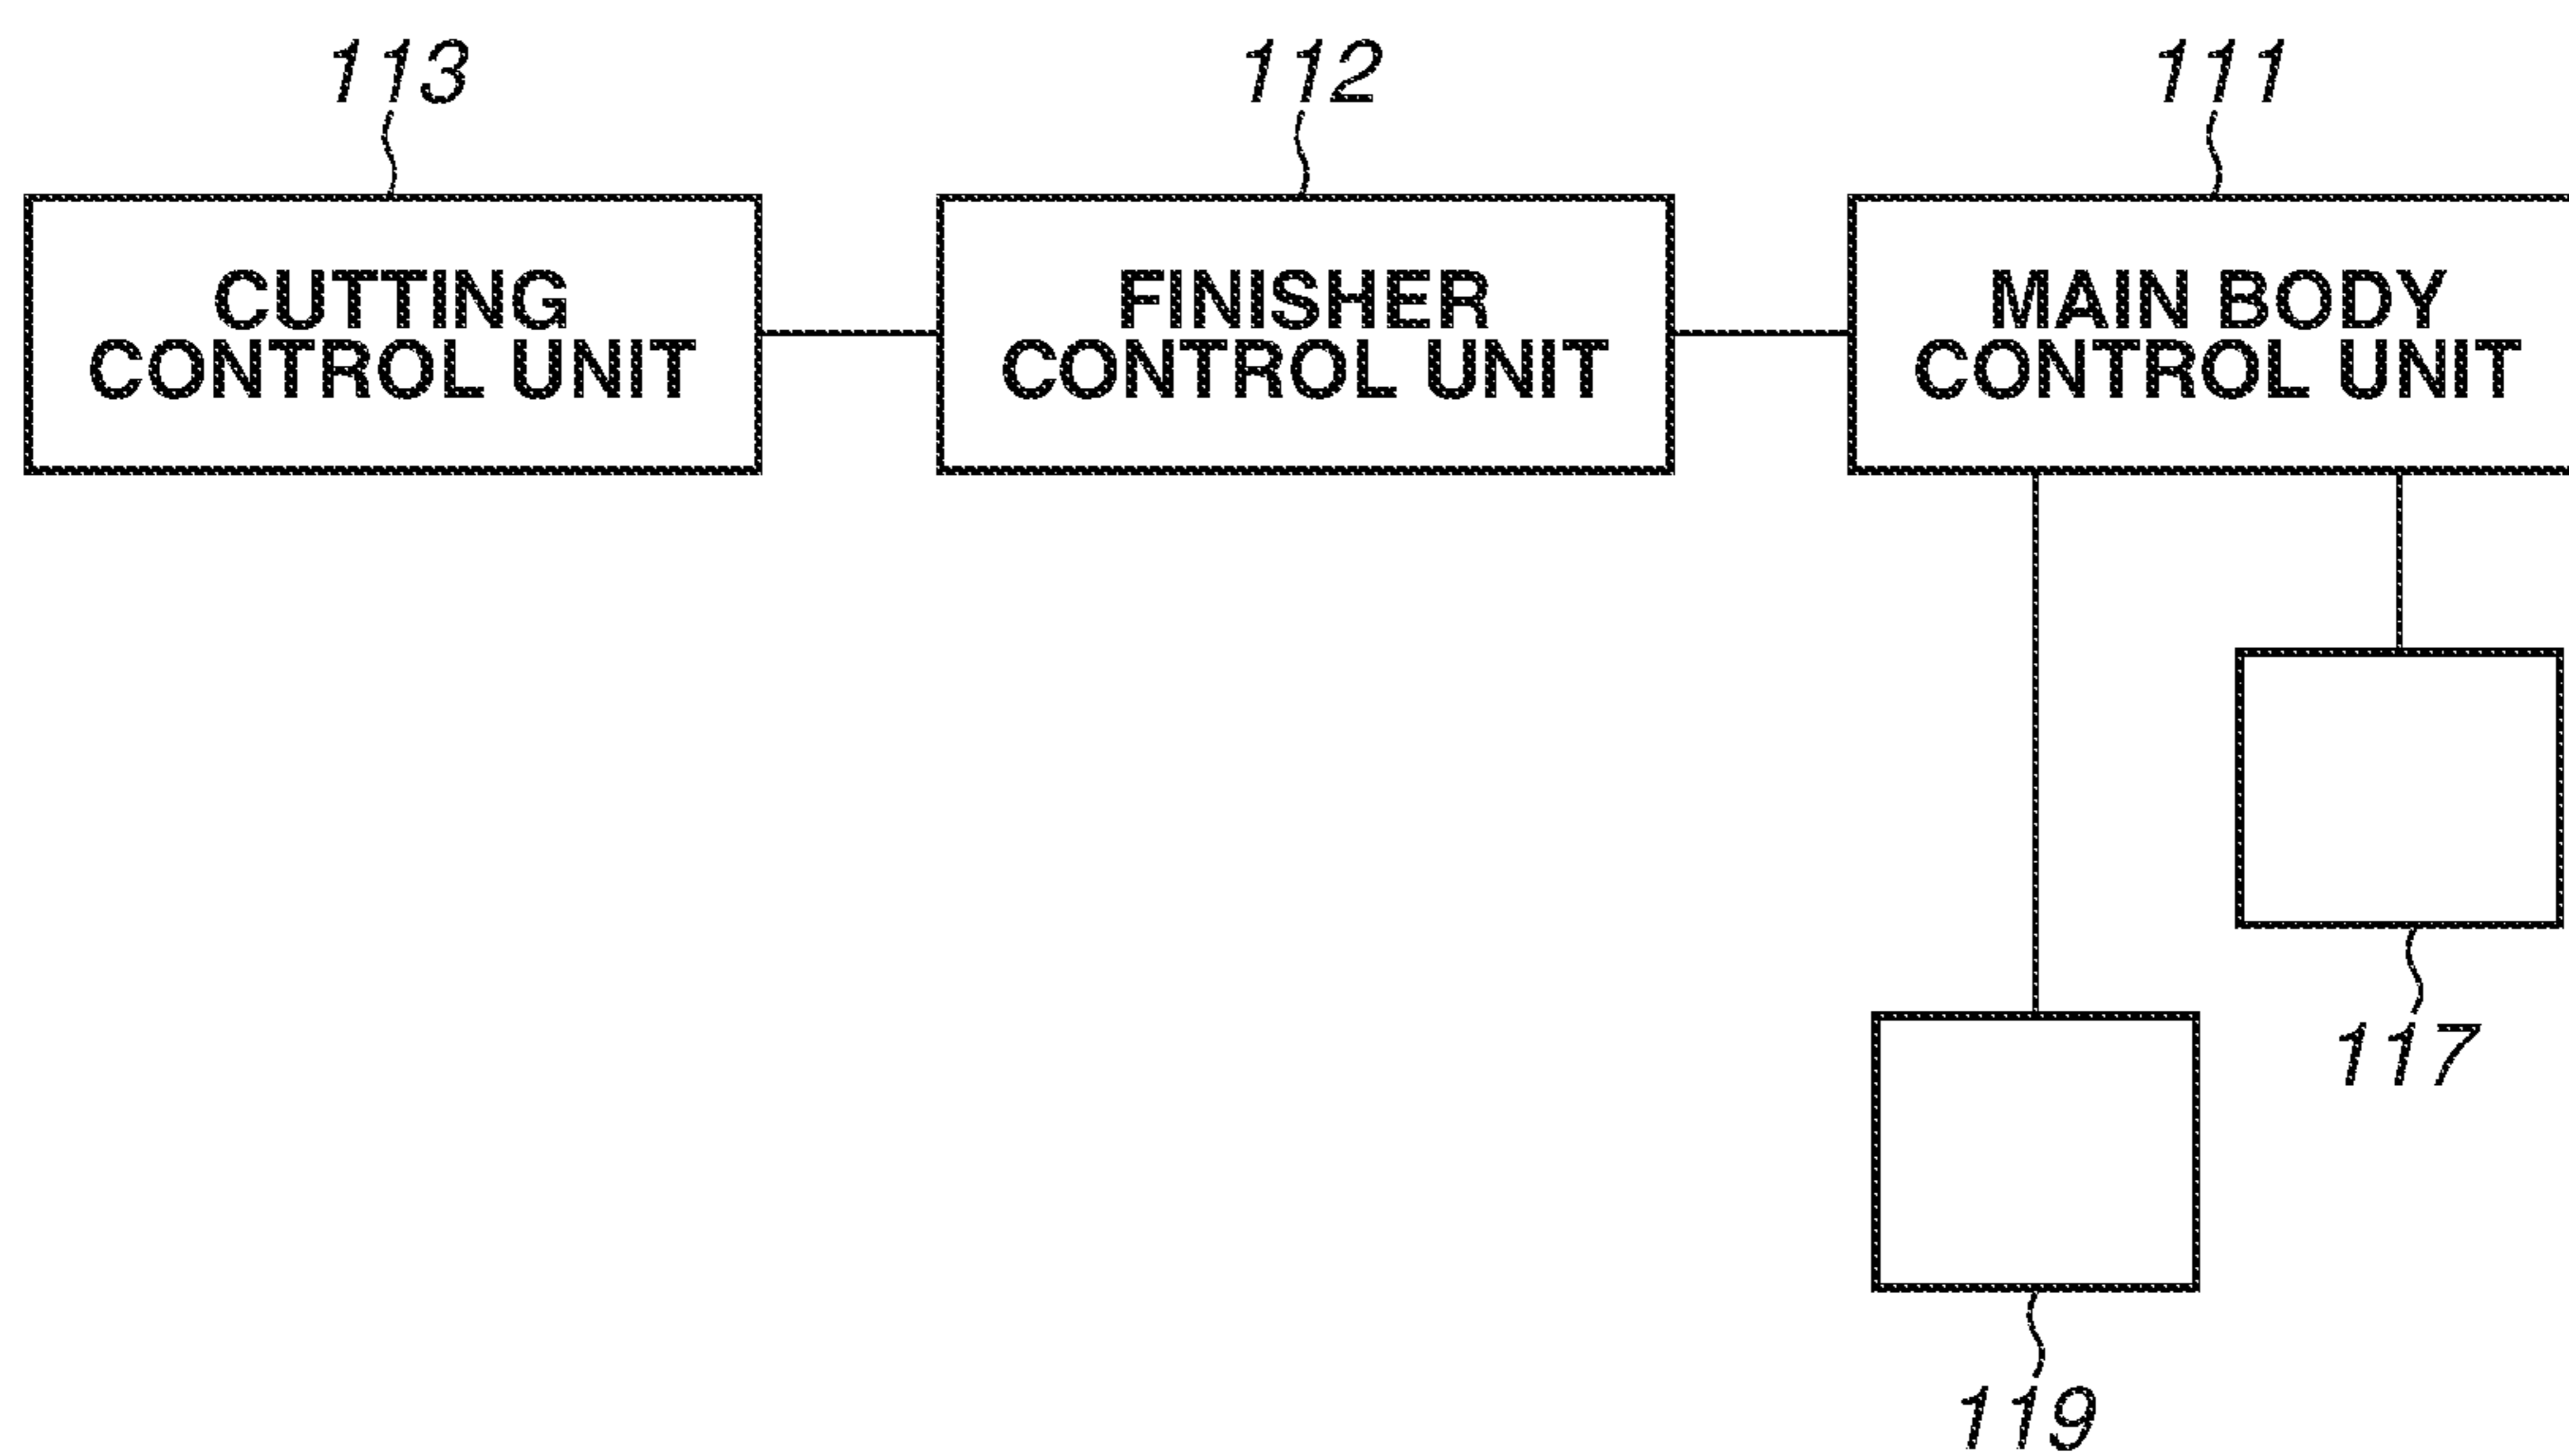 113
112
111
CUTTING
CONTROL UNIT
FINISHER
CONTROL UNIT
MAIN BODY
CONTROL UNIT
117
119